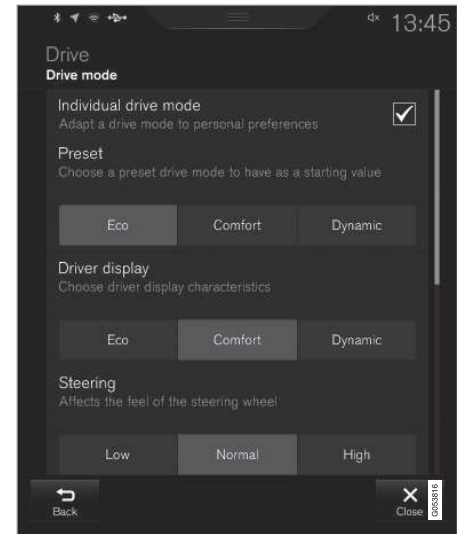 13:45
Drive
Drive mode
Individual drive mode
Adapt a drive mode to personal preferences
Preset
Choose a preset drive mode to have as a starting value
Eco Comfort Dynamic
Driver display
Choose driver display characteristics
Eco Comfort Dynamic
Steering
Affects the feel of the steering wheel
Low Normal High
Back Close
G053816